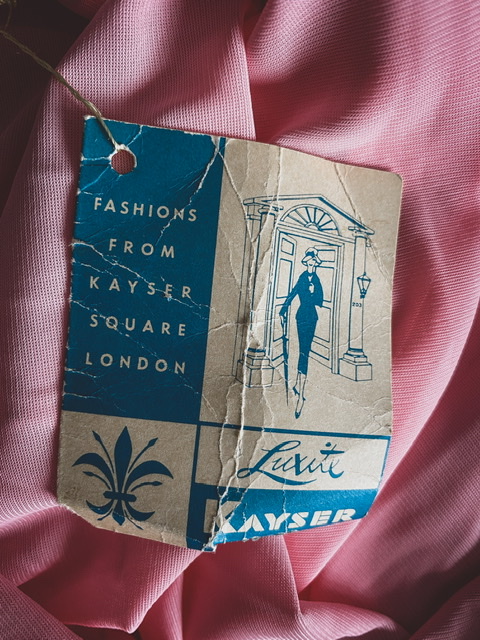 FASHIONS
FROM
KAYSER
SQUARE
LONDON
Luxite
KAYSER